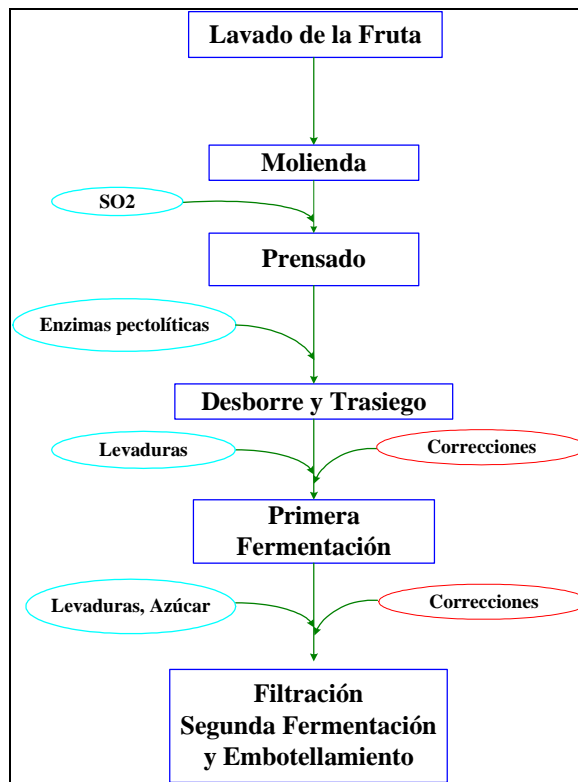 Lavado de la Fruta
Molienda
SO2
Prensado
Enzimas pectolíticas
Desborre y Trasiego
Levaduras
Correcciones
Primera
Fermentación
Levaduras, Azúcar
Correcciones
Filtración
Segunda Fermentación
y Embotellamiento